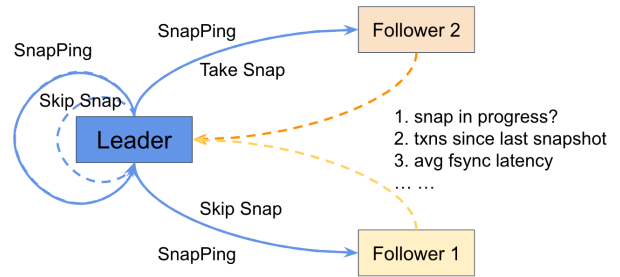 SnapPing
Follower 2
SnapPing
Take Snap
Skip Snap
Leader
1. snap in progress?
2. txns since last snapshot
3. avg fsync latency
... ...
Skip Snap
SnapPing
Follower 1